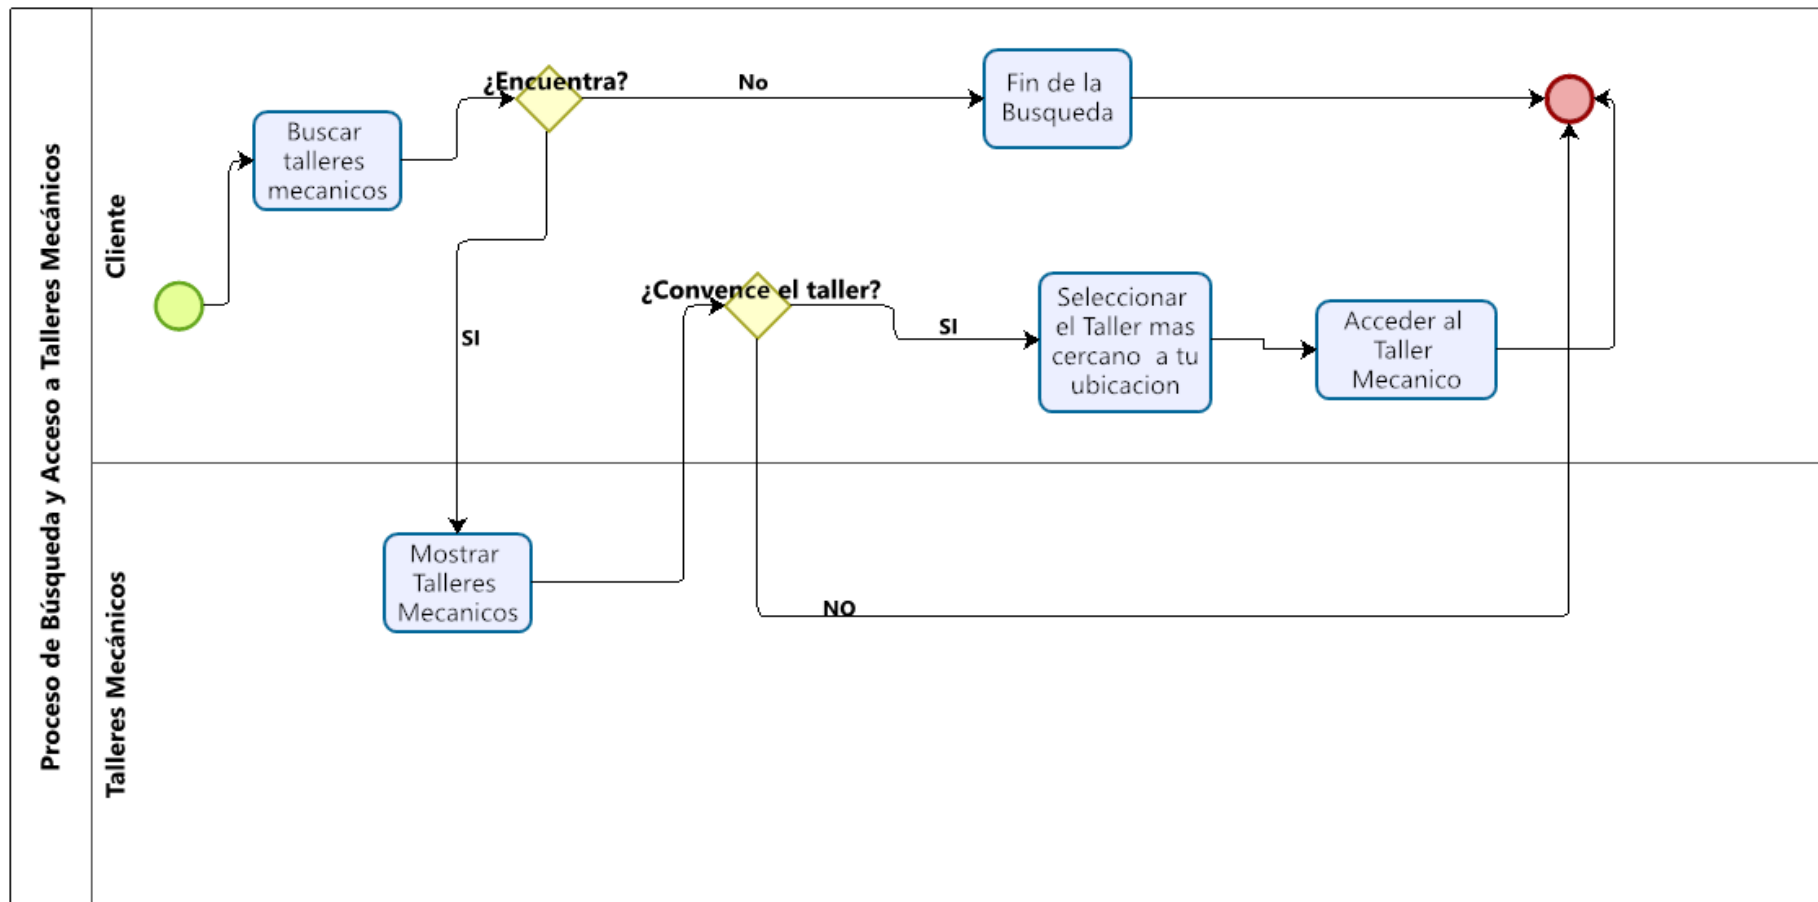 Proceso de Búsqueda y Acceso a Talleres Mecánicos
Cliente
Buscar
talleres
mecanicos
¿Encuentra?
No
Fin de la
Busqueda
SI
¿Convence el taller?
SI
Seleccionar
el Taller mas
cercano a tu
ubicacion
Acceder al
Taller
Mecanico
Talleres Mecánicos
Mostrar
Talleres
Mecanicos
NO